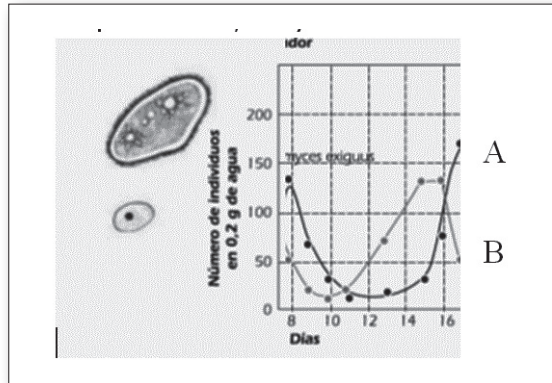 idor
200
myces exiguus
150
A
100
B
50
0
8 10 12 14 16
Días
Número de individuos
en 0,2 g de agua